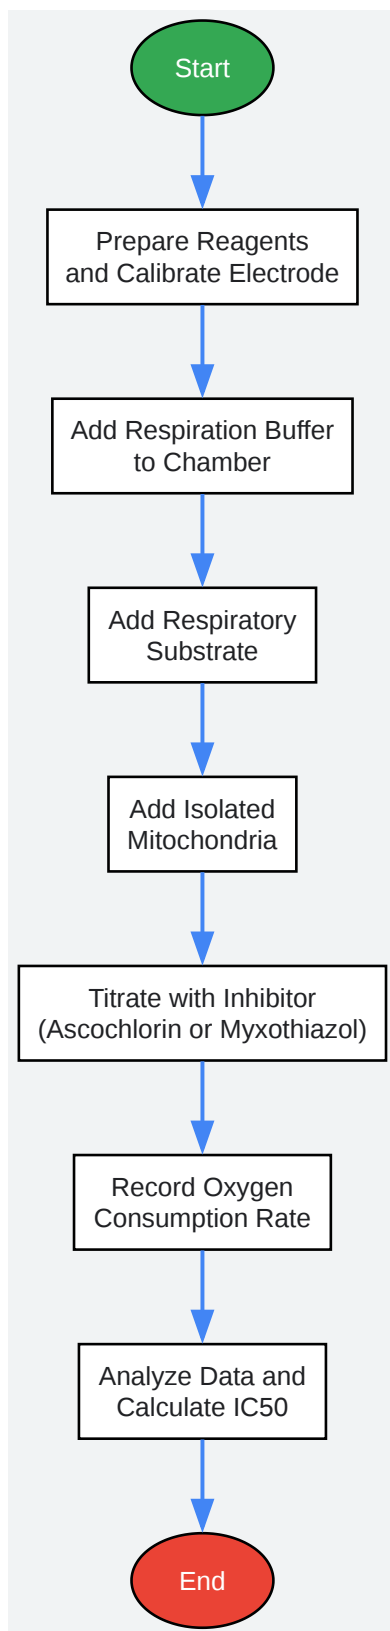 Start
Prepare Reagents
and Calibrate Electrode
Add Respiration Buffer
to Chamber
Add Respiratory
Substrate
Add Isolated
Mitochondria
Titrate with Inhibitor
(Ascochlorin or Myxothiazol)
Record Oxygen
Consumption Rate
Analyze Data and
Calculate IC50
End